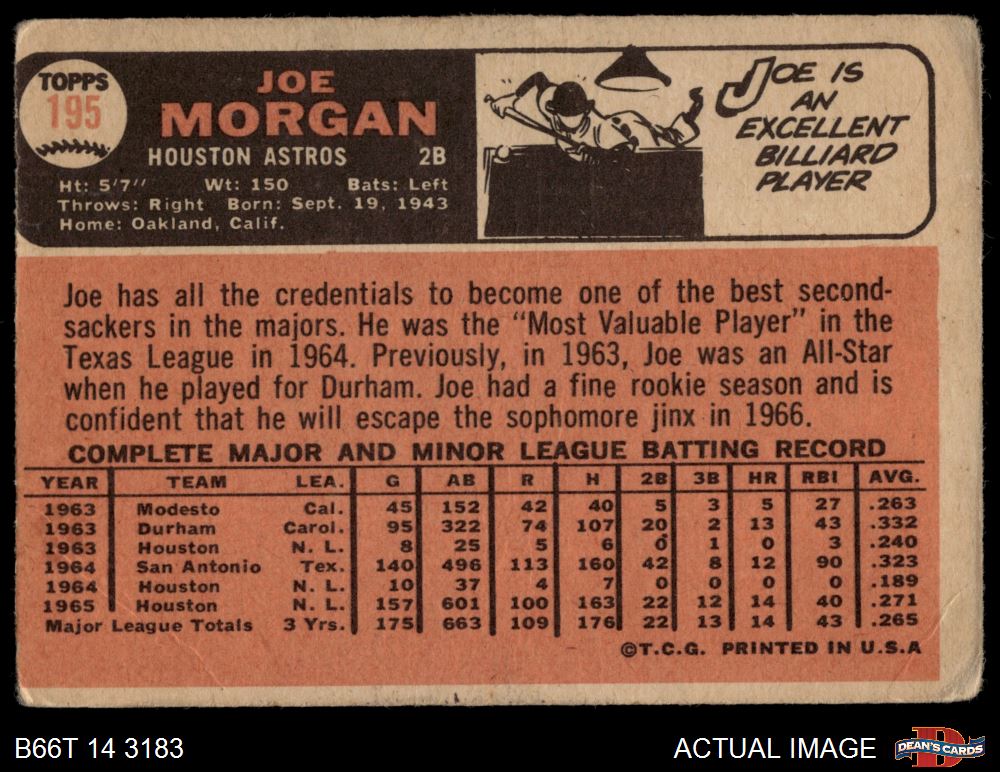 TOPPS
195
JOE
MORGAN
HOUSTON ASTROS 2B
Ht: 5'7" Wt: 150 Bats: Left
Throws: Right Born: Sept. 19, 1943
Home: Oakland, Calif.
JOE IS
AN
EXCELLENT
BILLIARD
PLAYER
Joe has all the credentials to become one of the best second-
sackers in the majors. He was the "Most Valuable Player" in the
Texas League in 1964. Previously, in 1963, Joe was an All-Star
when he played for Durham. Joe had a fine rookie season and is
confident that he will escape the sophomore jinx in 1966.
COMPLETE MAJOR AND MINOR LEAGUE BATTING RECORD
YEAR TEAM LEA. G AB R H 2B 3B HR RBI AVG.
1963 Modesto Cal. 45 152 42 40 5 3 5 27 .263
1963 Durham Carol. 95 322 74 107 20 2 13 43 .332
1963 Houston N. L. 8 25 5 6 0 1 0 3 .240
1964 San Antonio Tex. 140 496 113 160 42 8 12 90 .323
1964 Houston N. L. 10 37 4 7 0 0 0 0 .189
1965 Houston N. L. 157 601 100 163 22 12 14 40 .271
Major League Totals 3 Yrs. 175 663 109 176 22 13 14 43 .265
©T.C.G. PRINTED IN U.S.A
B66T 14 3183
ACTUAL IMAGE
DEAN'S CARDS